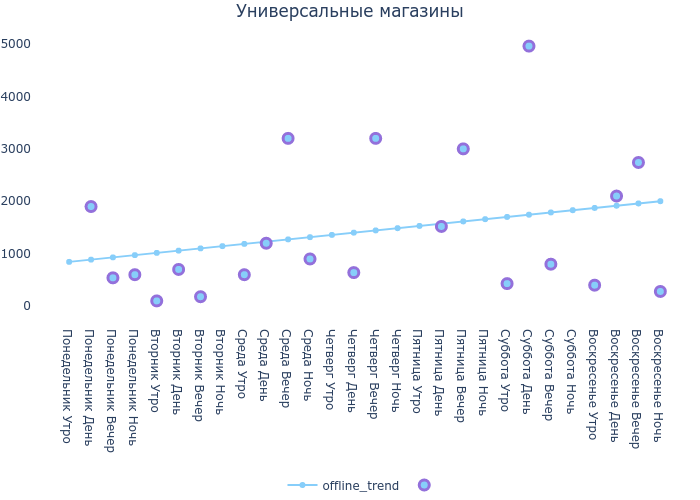 Универсальные магазины
5000
4000
3000
2000
1000
0
Понедельник Утро
Понедельник День
Понедельник Вечер
Понедельник Ночь
Вторник Утро
Вторник День
Вторник Вечер
Вторник Ночь
Среда Утро
Среда День
Среда Вечер
Среда Ночь
Четверг Утро
Четверг День
Четверг Вечер
Четверг Ночь
Пятница Утро
Пятница День
Пятница Вечер
Пятница Ночь
Суббота Утро
Суббота День
Суббота Вечер
Суббота Ночь
Воскресенье Утро
Воскресенье День
Воскресенье Вечер
Воскресенье Ночь
offline_trend